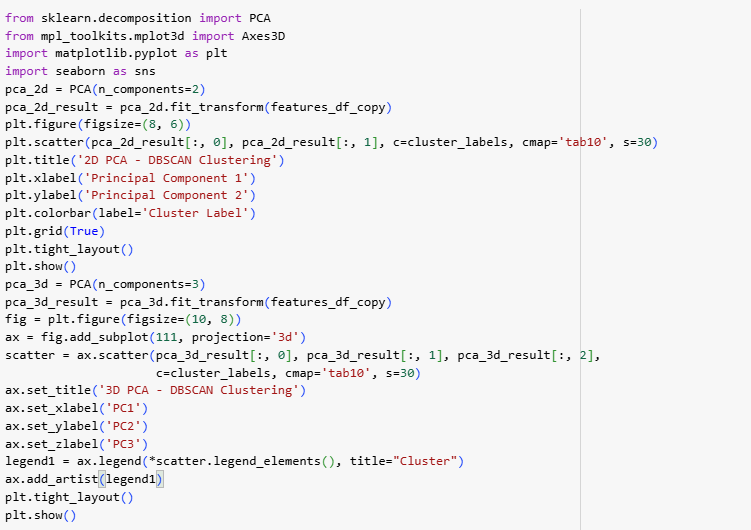 from sklearn.decomposition import PCA
from mpl_toolkits.mplot3d import Axes3D
import matplotlib.pyplot as plt
import seaborn as sns
pca_2d = PCA(n_components=2)
pca_2d_result = pca_2d.fit_transform(features_df_copy)
plt.figure(figsize=(8, 6))
plt.scatter(pca_2d_result[:, 0], pca_2d_result[:, 1], c=cluster_labels, cmap='tab10', s=30)
plt.title('2D PCA - DBSCAN Clustering')
plt.xlabel('Principal Component 1')
plt.ylabel('Principal Component 2')
plt.colorbar(label='Cluster Label')
plt.grid(True)
plt.tight_layout()
plt.show()
pca_3d = PCA(n_components=3)
pca_3d_result = pca_3d.fit_transform(features_df_copy)
fig = plt.figure(figsize=(10, 8))
ax = fig.add_subplot(111, projection='3d')
scatter = ax.scatter(pca_3d_result[:, 0], pca_3d_result[:, 1], pca_3d_result[:, 2],
                     c=cluster_labels, cmap='tab10', s=30)
ax.set_title('3D PCA - DBSCAN Clustering')
ax.set_xlabel('PC1')
ax.set_ylabel('PC2')
ax.set_zlabel('PC3')
legend1 = ax.legend(*scatter.legend_elements(), title="Cluster")
ax.add_artist(legend1)
plt.tight_layout()
plt.show()